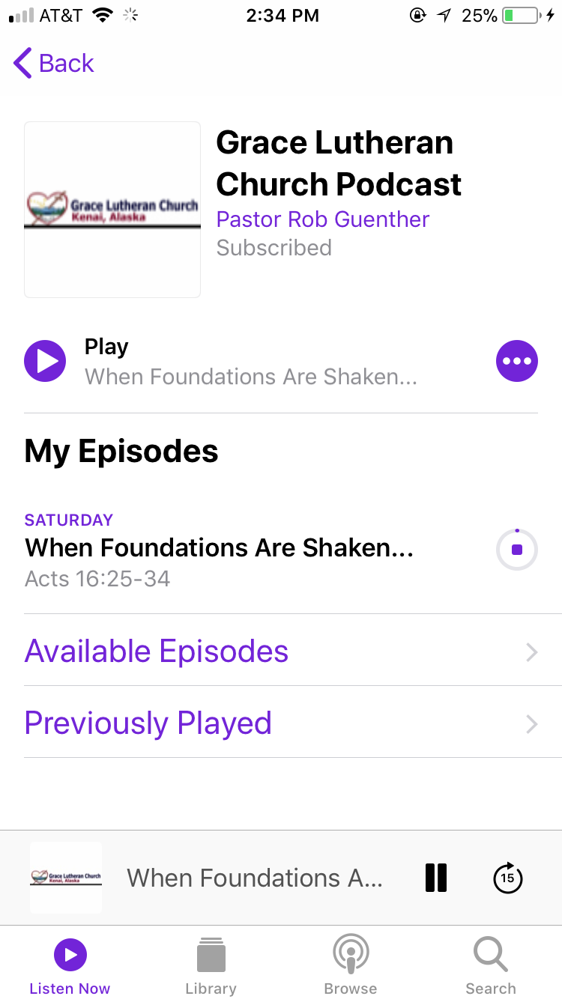 AT&T 2:34 PM 25%
Back
Grace Lutheran Church
Kenai, Alaska
Grace Lutheran
Church Podcast
Pastor Rob Guenther
Subscribed
Play
When Foundations Are Shaken...
My Episodes
SATURDAY
When Foundations Are Shaken...
Acts 16:25-34
Available Episodes
Previously Played
Grace Lutheran Church
Kenai, Alaska
When Foundations A...
15
Listen Now Library Browse Search